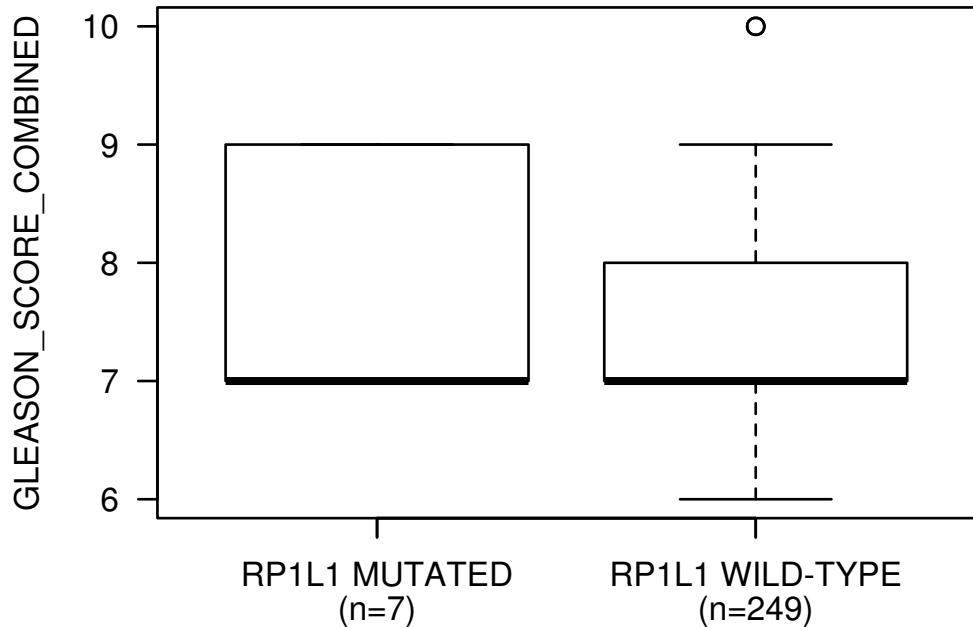 GLEASON_SCORE_COMBINED
10
9
8
7
6
RP1L1 MUTATED
(n=7)
RP1L1 WILD-TYPE
(n=249)